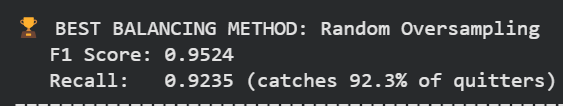 🏆 BEST BALANCING METHOD: Random Oversampling
F1 Score: 0.9524
Recall:   0.9235 (catches 92.3% of quitters)